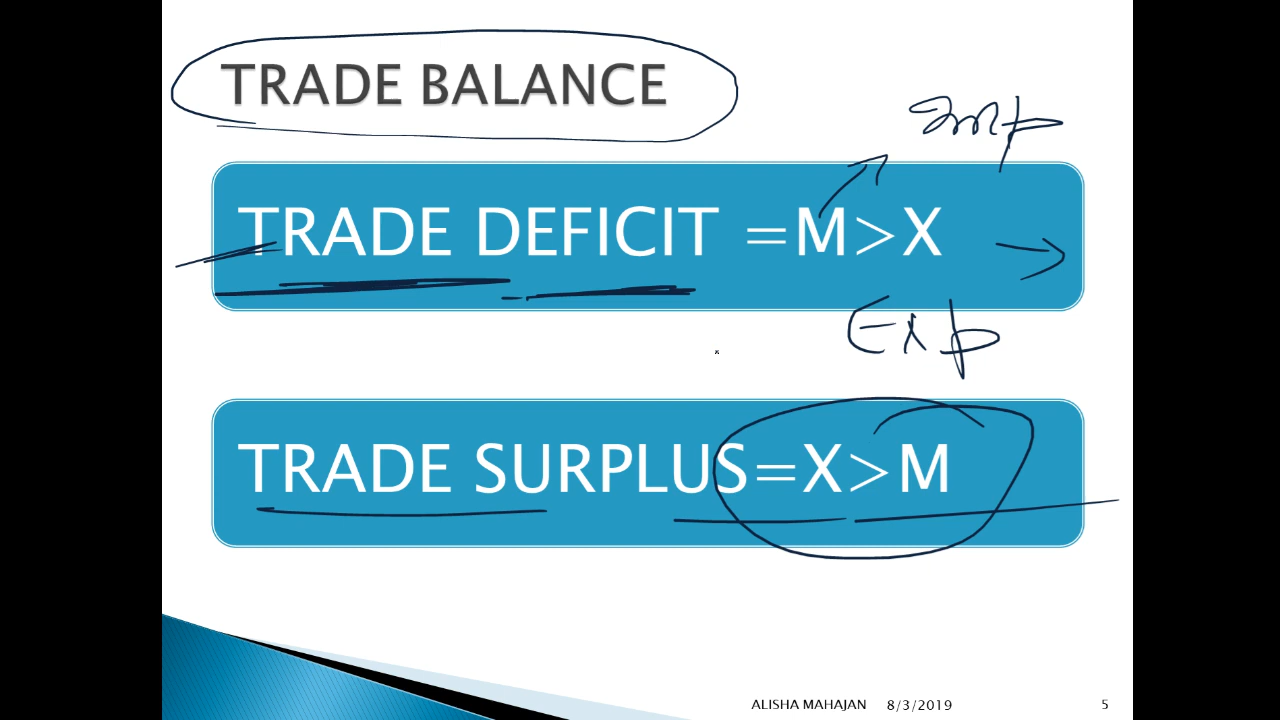 TRADE BALANCE
Imp
TRADE DEFICIT =M>X
Exp
TRADE SURPLUS=X>M
ALISHA MAHAJAN 8/3/2019 5